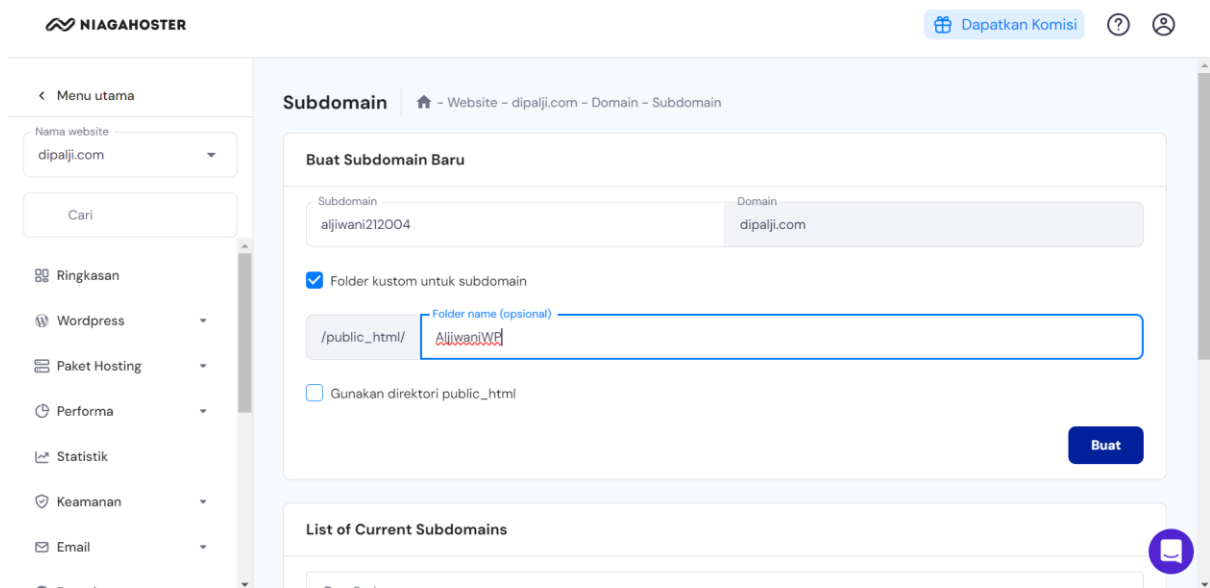 NIAGAHOSTER
Dapatkan Komisi
Menu utama
Nama website
dipalji.com
Cari
Ringkasan
Wordpress
Paket Hosting
Performa
Statistik
Keamanan
Email
Subdomain
- Website - dipalji.com - Domain - Subdomain
Buat Subdomain Baru
Subdomain
aljiwani212004
Domain
dipalji.com
Folder kustom untuk subdomain
Folder name (opsional)
/public_html/ AljiwaniWP
Gunakan direktori public_html
Buat
List of Current Subdomains